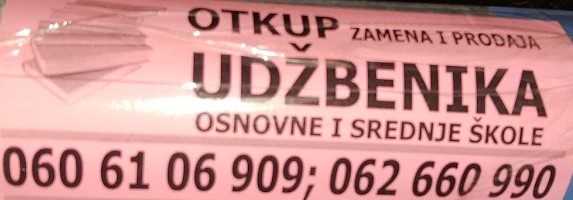 OTKUP ZAMENA I PRODAJA
UDŽBENIKA
OSNOVNE I SREDNJE ŠKOLE
060 61 06 909; 062 660 990